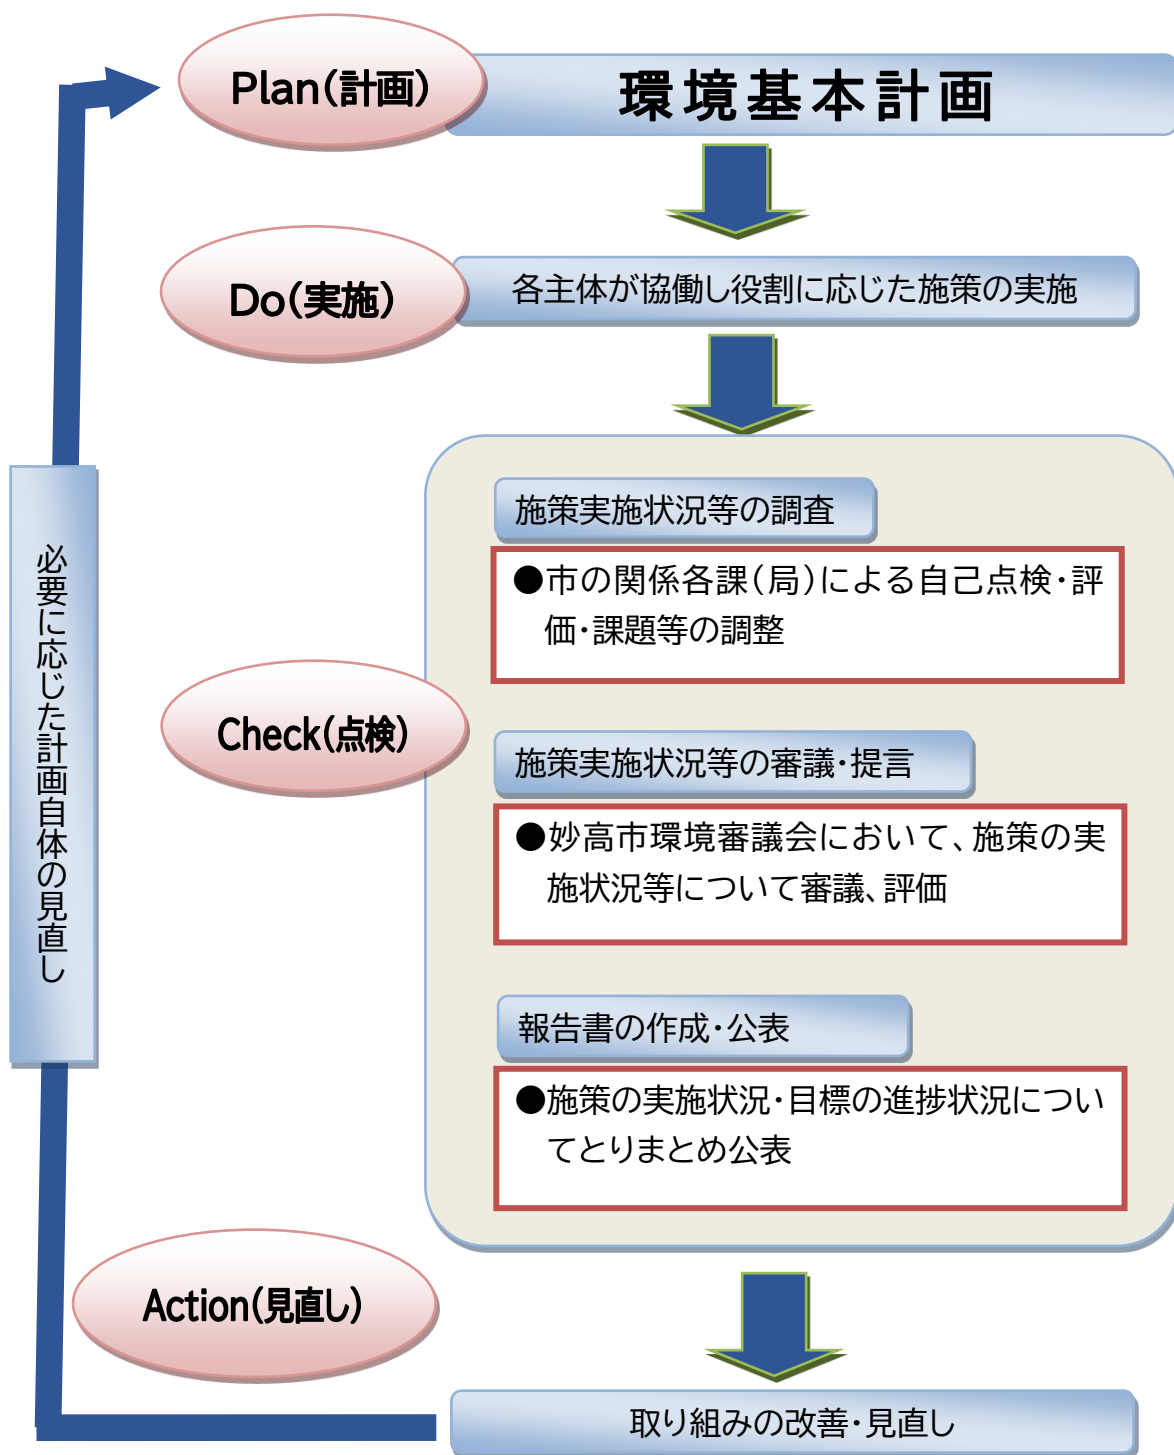 Plan(計画)
環境基本計画
Do(実施)
各主体が協働し役割に応じた施策の実施
施策実施状況等の調査
●市の関係各課(局)による自己点検・評
価・課題等の調整
Check(点検)
施策実施状況等の審議・提言
●妙高市環境審議会において、施策の実
施状況等について審議、評価
報告書の作成・公表
●施策の実施状況・目標の進捗状況につい
てとりまとめ公表
Action(見直し)
取り組みの改善・見直し
必要に応じた計画自体の見直し